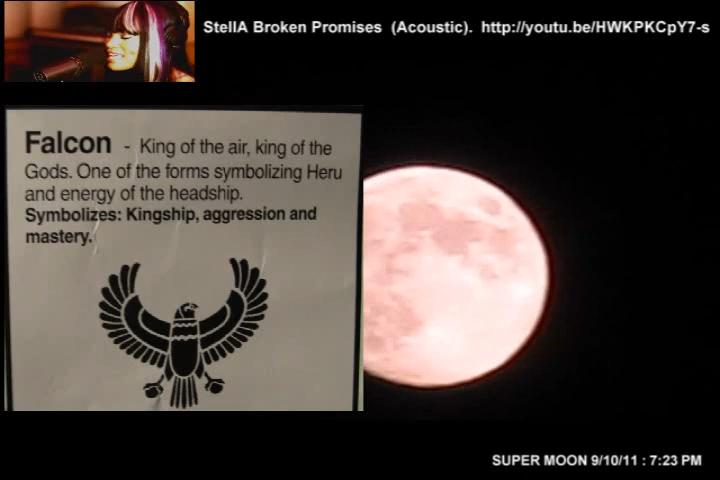 StellA Broken Promises (Acoustic). http://youtu.be/HWKPKCpY7-s
Falcon - King of the air, king of the
Gods. One of the forms symbolizing Heru
and energy of the headship.
Symbolizes: Kingship, aggression and
mastery.
SUPER MOON 9/10/11 : 7:23 PM